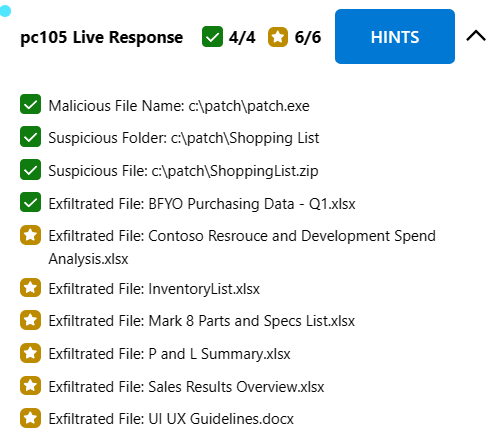 pc105 Live Response 4/4 6/6 HINTS
Malicious File Name: c:\patch\patch.exe
Suspicious Folder: c:\patch\Shopping List
Suspicious File: c:\patch\ShoppingList.zip
Exfiltrated File: BFYO Purchasing Data - Q1.xlsx
Exfiltrated File: Contoso Resrouce and Development Spend
Analysis.xlsx
Exfiltrated File: InventoryList.xlsx
Exfiltrated File: Mark 8 Parts and Specs List.xlsx
Exfiltrated File: P and L Summary.xlsx
Exfiltrated File: Sales Results Overview.xlsx
Exfiltrated File: UI UX Guidelines.docx